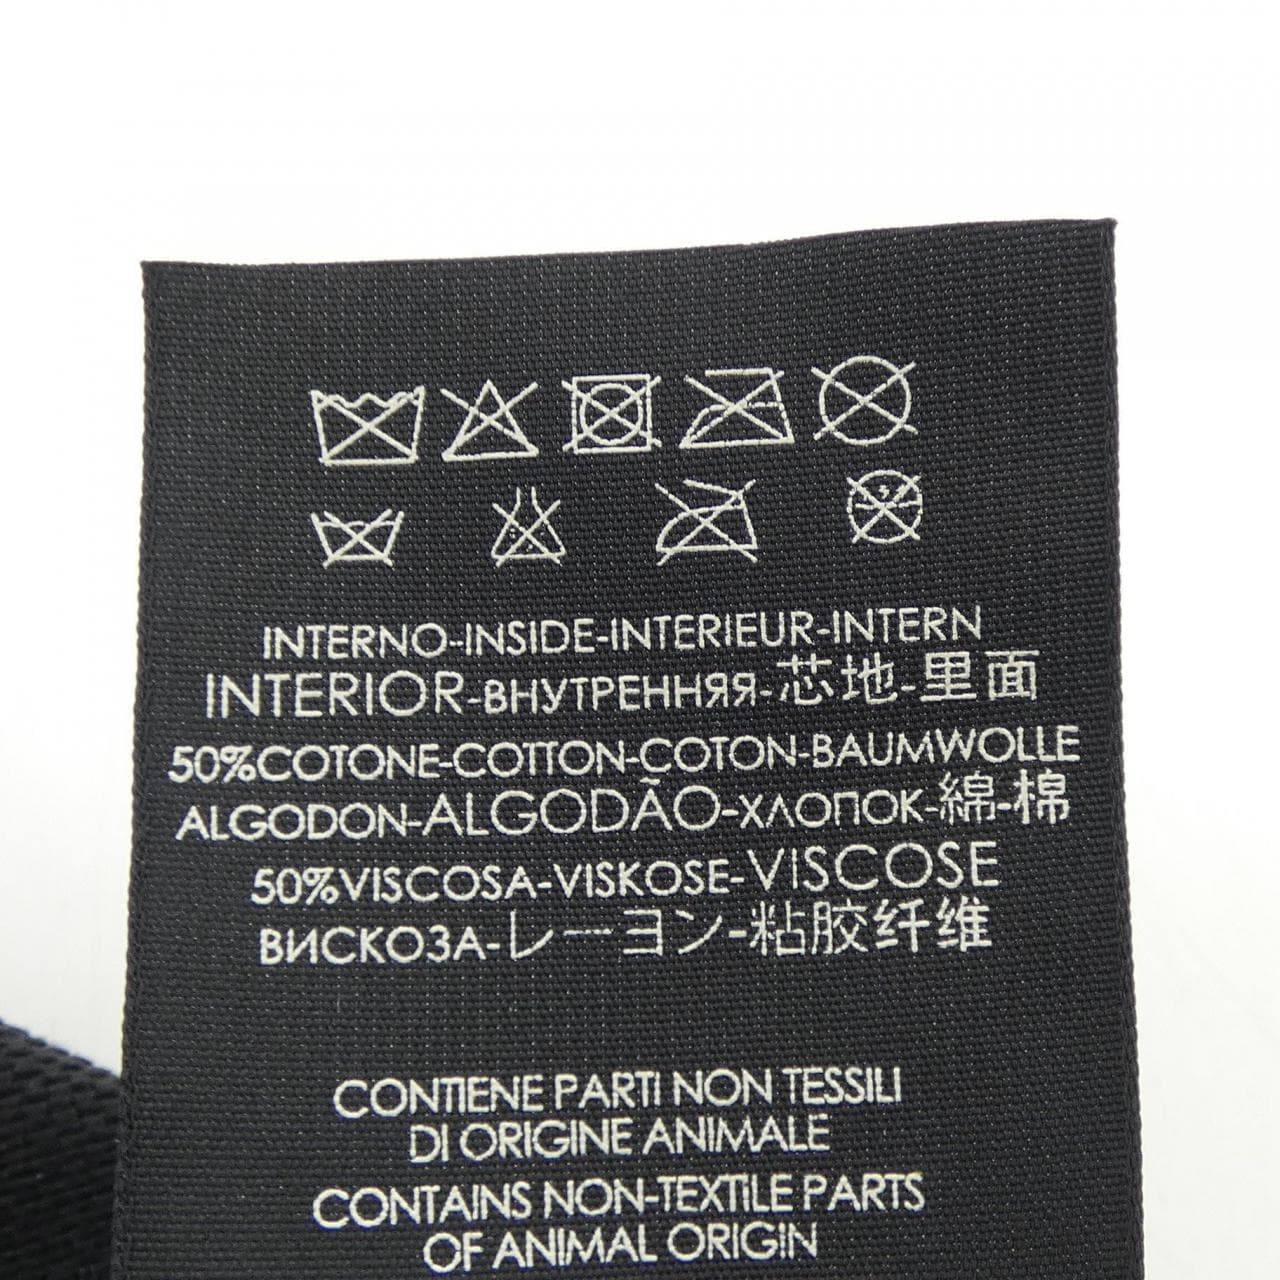 INTERNO-INSIDE-INTERIEUR-INTERN
INTERIOR-ВНУТРЕННЯЯ-芯地-里面
50%COTONE-COTTON-COTON-BAUMWOLLE
ALGODON-ALGODÃO-ХЛОПОК-綿-棉
50%VISCOSA-VISKOSE-VISCOSE
ВИСКОЗА-レーヨン-粘胶纤维
CONTIENE PARTI NON TESSILI
DI ORIGINE ANIMALE
CONTAINS NON-TEXTILE PARTS
OF ANIMAL ORIGIN